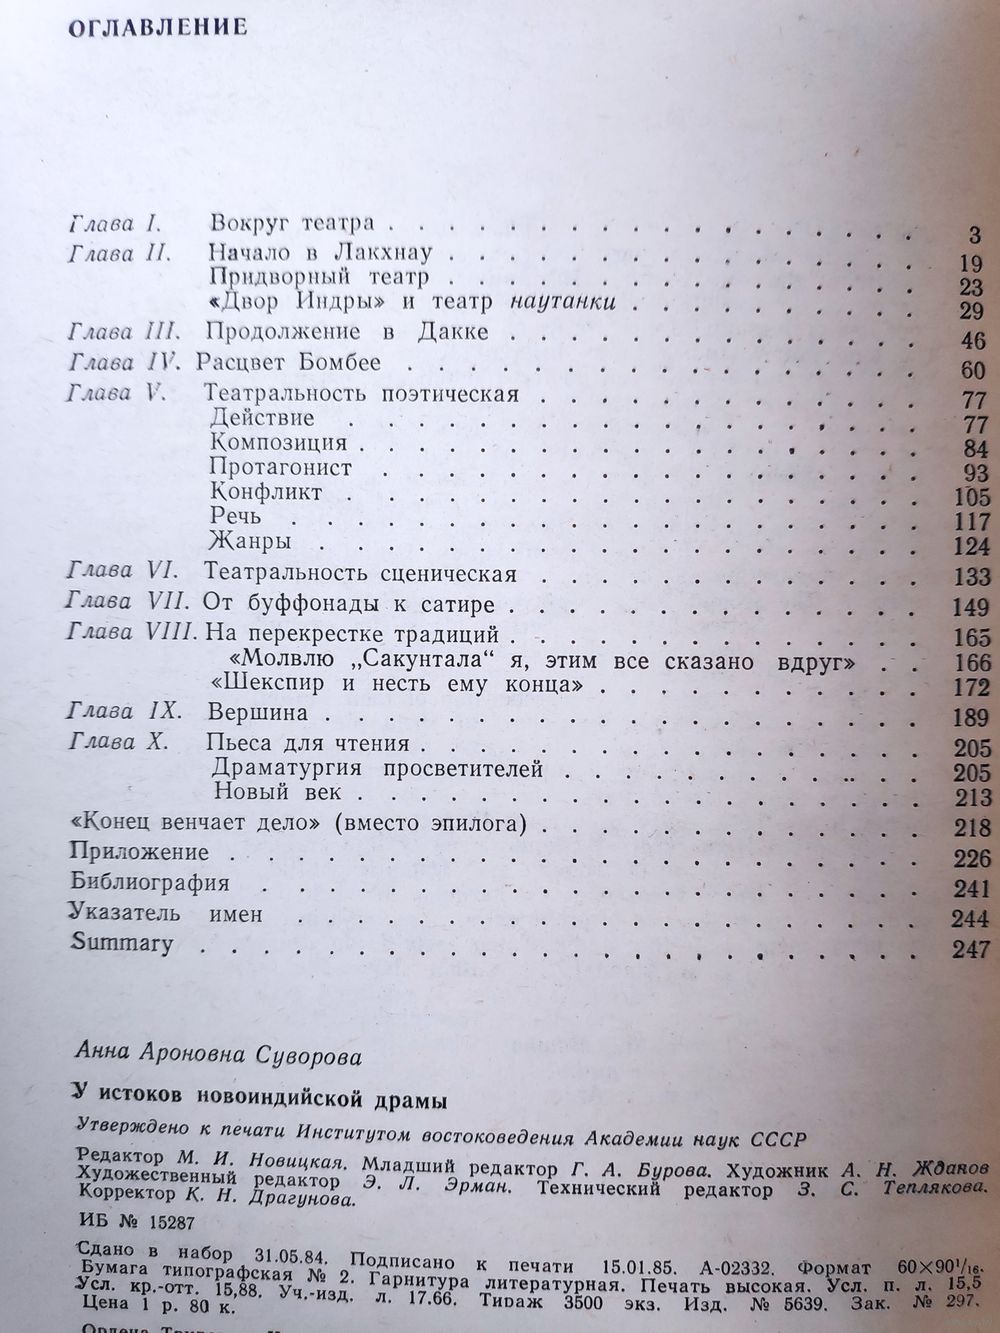 ОГЛАВЛЕНИЕ
Глава I. Вокруг театра . . . . . . . . . . . . . 3
Глава II. Начало в Лакхнау . . . . . . . . . . . . 19
Придворный театр . . . . . . . . . . . . 23
«Двор Индры» и театр наутанки . . . . . . . 29
Глава III. Продолжение в Дакке . . . . . . . . . . 46
Глава IV. Расцвет Бомбее . . . . . . . . . . . . 60
Глава V. Театральность поэтическая . . . . . . . . . 77
Действие . . . . . . . . . . . . . . 77
Композиция . . . . . . . . . . . . . . 84
Протагонист . . . . . . . . . . . . . 93
Конфликт . . . . . . . . . . . . . . 105
Речь . . . . . . . . . . . . . . . 117
Жанры . . . . . . . . . . . . . . . 124
Глава VI. Театральность сценическая . . . . . . . . . 133
Глава VII. От буффонады к сатире . . . . . . . . . . 149
Глава VIII. На перекрестке традиций . . . . . . . . . . 165
«Молвлю „Сакунтала“ я, этим все сказано вдруг» . . 166
«Шекспир и несть ему конца» . . . . . . . . 172
Глава IX. Вершина . . . . . . . . . . . . . . 189
Глава X. Пьеса для чтения . . . . . . . . . . . . 205
Драматургия просветителей . . . . . . . . . 205
Новый век . . . . . . . . . . . . . . 213
«Конец венчает дело» (вместо эпилога) . . . . . . . . . 218
Приложение . . . . . . . . . . . . . . . . . 226
Библиография . . . . . . . . . . . . . . . . 241
Указатель имен . . . . . . . . . . . . . . . 244
Summary . . . . . . . . . . . . . . . . . 247
Анна Ароновна Суворова
У истоков новоиндийской драмы
Утверждено к печати Институтом востоковедения Академии наук СССР
Редактор М. И. Новицкая. Младший редактор Г. А. Бурова. Художник А. Н. Жданов
Художественный редактор Э. Л. Эрман. Технический редактор З. С. Теплякова.
Корректор К. Н. Драгунова.
ИБ № 15287
Сдано в набор 31.05.84. Подписано к печати 15.01.85. А-02332. Формат 60×90¹/₁₆.
Бумага типографская № 2. Гарнитура литературная. Печать высокая. Усл. п. л. 15,5
Усл. кр.-отт. 15,88. Уч.-изд. л. 17.66. Тираж 3500 экз. Изд. № 5639. Зак. № 297.
Цена 1 р. 80 к.